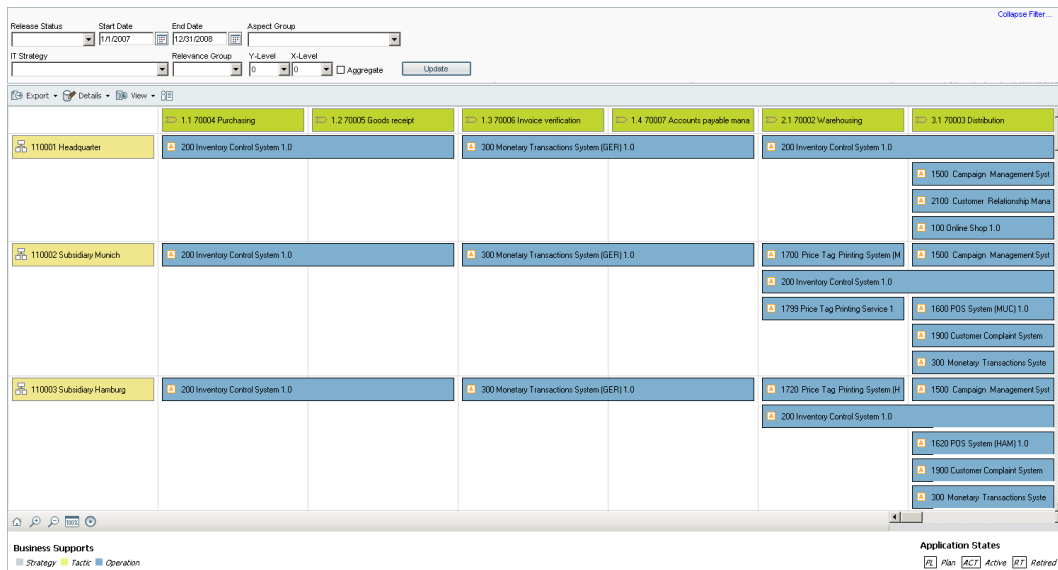 Collapse Filter...
Release Status Start Date End Date Aspect Group
1/1/2007 12/31/2008
IT Strategy Relevance Group Y-Level X-Level
0 0 Aggregate Update
Export Details View
1.1 70004 Purchasing 1.2 70005 Goods receipt 1.3 70006 Invoice verification 1.4 70007 Accounts payable mana 2.1 70002 Warehousing 3.1 70003 Distribution
110001 Headquarter A 200 Inventory Control System 1.0 A 300 Monetary Transactions System (GER) 1.0 A 200 Inventory Control System 1.0
A 1500 Campaign Management Syst
A 2100 Customer Relationship Mana
A 100 Online Shop 1.0
110002 Subsidiary Munich A 200 Inventory Control System 1.0 A 300 Monetary Transactions System (GER) 1.0 A 1700 Price Tag Printing System (M A 1500 Campaign Management Syst
A 200 Inventory Control System 1.0
A 1799 Price Tag Printing Service 1 A 1600 POS System (MUC) 1.0
A 1900 Customer Complaint System
A 300 Monetary Transactions Syste
110003 Subsidiary Hamburg A 200 Inventory Control System 1.0 A 300 Monetary Transactions System (GER) 1.0 A 1720 Price Tag Printing System (H A 1500 Campaign Management Syst
A 200 Inventory Control System 1.0
A 1620 POS System (HAM) 1.0
A 1900 Customer Complaint System
A 300 Monetary Transactions Syste
100%
Business Supports Application States
Strategy Tactic Operation PL Plan ACT Active RT Retired